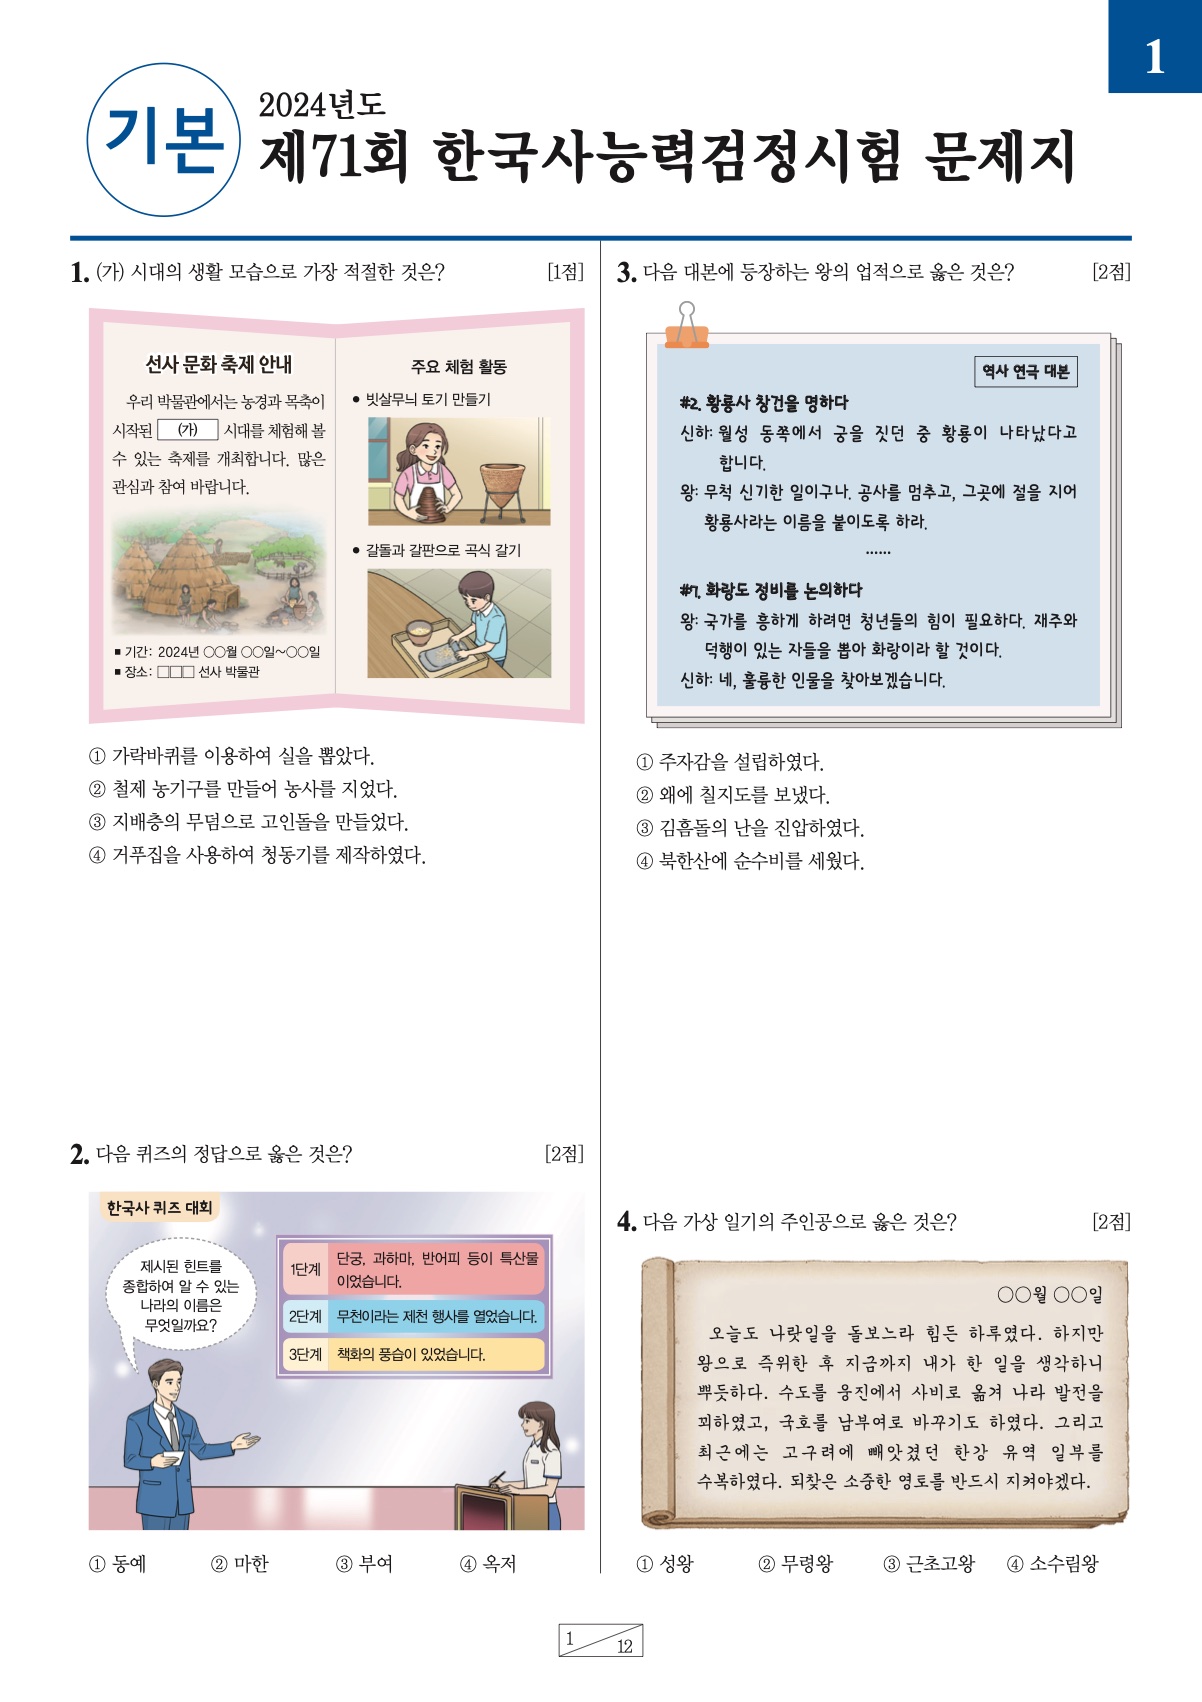 1
기본
2024년도
제71회 한국사능력검정시험 문제지
1. (가) 시대의 생활 모습으로 가장 적절한 것은? [1점]
선사 문화 축제 안내
우리 박물관에서는 농경과 목축이
시작된 (가) 시대를 체험해 볼
수 있는 축제를 개최합니다. 많은
관심과 참여 바랍니다.
■ 기간: 2024년 ○○월 ○○일~○○일
■ 장소: □□□ 선사 박물관
주요 체험 활동
● 빗살무늬 토기 만들기
● 갈돌과 갈판으로 곡식 갈기
① 가락바퀴를 이용하여 실을 뽑았다.
② 철제 농기구를 만들어 농사를 지었다.
③ 지배층의 무덤으로 고인돌을 만들었다.
④ 거푸집을 사용하여 청동기를 제작하였다.
2. 다음 퀴즈의 정답으로 옳은 것은? [2점]
한국사 퀴즈 대회
제시된 힌트를
종합하여 알 수 있는
나라의 이름은
무엇일까요?
1단계 단궁, 과하마, 반어피 등이 특산물
이었습니다.
2단계 무천이라는 제천 행사를 열었습니다.
3단계 책화의 풍습이 있었습니다.
① 동예 ② 마한 ③ 부여 ④ 옥저
3. 다음 대본에 등장하는 왕의 업적으로 옳은 것은? [2점]
역사 연극 대본
#2. 황룡사 창건을 명하다
신하: 월성 동쪽에서 궁을 짓던 중 황룡이 나타났다고
합니다.
왕: 무척 신기한 일이구나. 공사를 멈추고, 그곳에 절을 지어
황룡사라는 이름을 붙이도록 하라.
······
#7. 화랑도 정비를 논의하다
왕: 국가를 흥하게 하려면 청년들의 힘이 필요하다. 재주와
덕행이 있는 자들을 뽑아 화랑이라 할 것이다.
신하: 네, 훌륭한 인물을 찾아보겠습니다.
① 주자감을 설립하였다.
② 왜에 칠지도를 보냈다.
③ 김흠돌의 난을 진압하였다.
④ 북한산에 순수비를 세웠다.
4. 다음 가상 일기의 주인공으로 옳은 것은? [2점]
○○월 ○○일
오늘도 나랏일을 돌보느라 힘든 하루였다. 하지만
왕으로 즉위한 후 지금까지 내가 한 일을 생각하니
뿌듯하다. 수도를 웅진에서 사비로 옮겨 나라 발전을
꾀하였고, 국호를 남부여로 바꾸기도 하였다. 그리고
최근에는 고구려에 빼앗겼던 한강 유역 일부를
수복하였다. 되찾은 소중한 영토를 반드시 지켜야겠다.
① 성왕 ② 무령왕 ③ 근초고왕 ④ 소수림왕
1 12